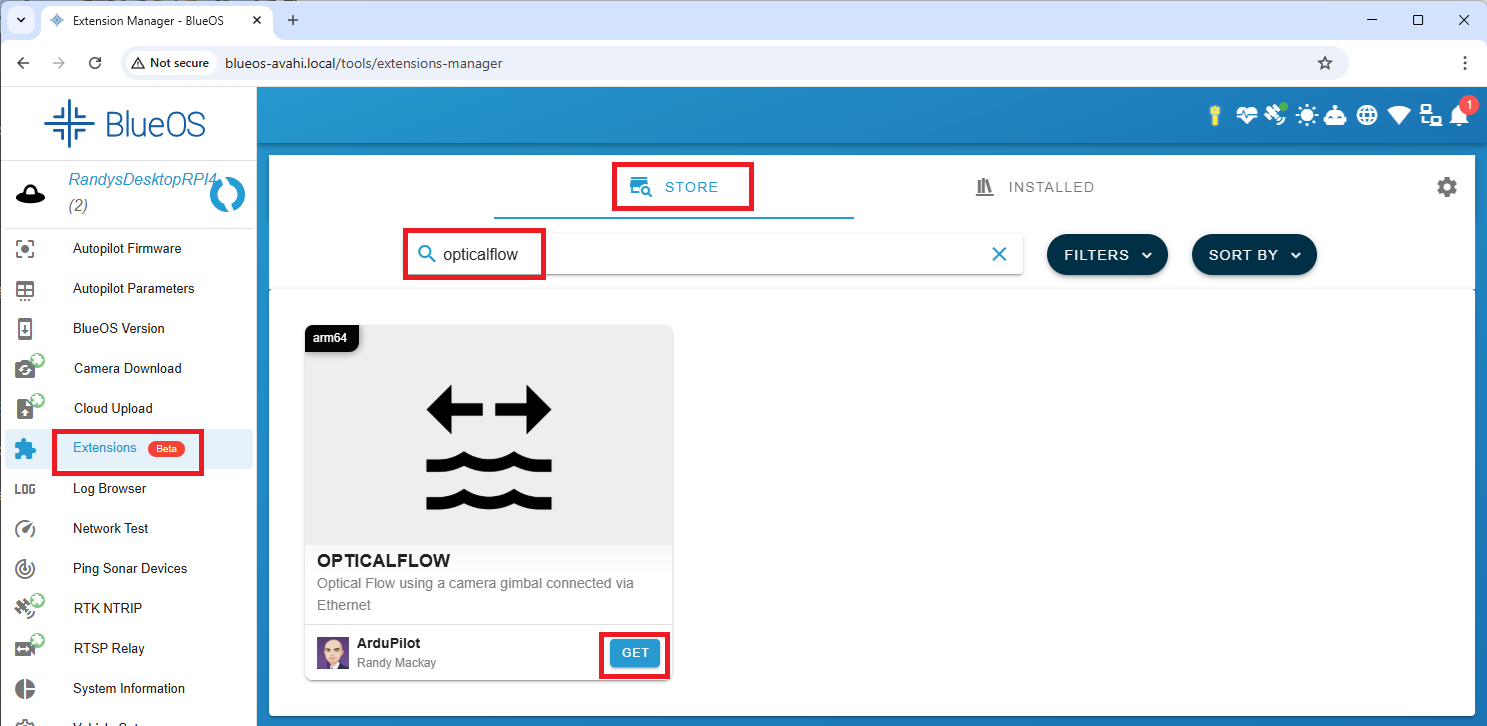 Extension Manager - BlueOS
Not secure
blueos-avahi.local/tools/extensions-manager
BlueOS
1
RandysDesktopRPI4
(2)
Autopilot Firmware
Autopilot Parameters
BlueOS Version
Camera Download
Cloud Upload
Extensions Beta
LOG Log Browser
Network Test
Ping Sonar Devices
RTK NTRIP
RTSP Relay
System Information
STORE
INSTALLED
opticalflow
FILTERS
SORT BY
arm64
OPTICALFLOW
Optical Flow using a camera gimbal connected via
Ethernet
ArduPilot
Randy Mackay
GET